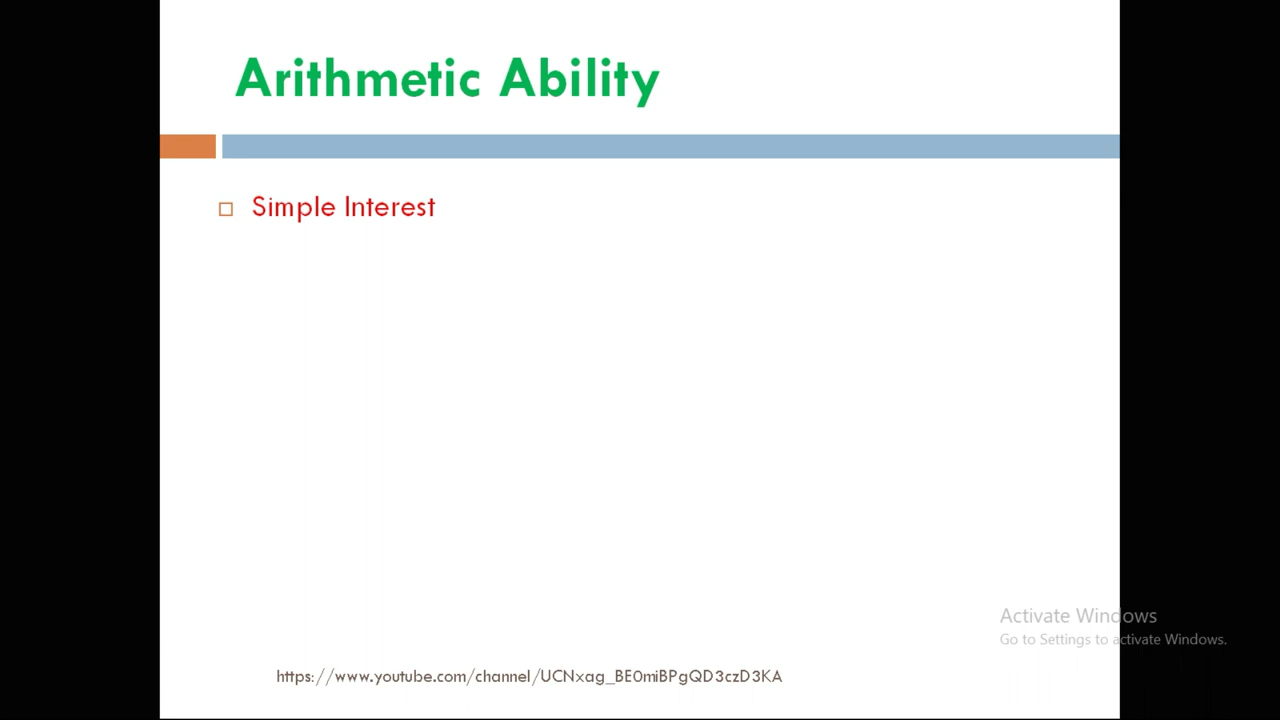 Arithmetic Ability
Simple Interest
Activate Windows
Go to Settings to activate Windows.
https://www.youtube.com/channel/UCNxag_BE0miBPgQD3czD3KA